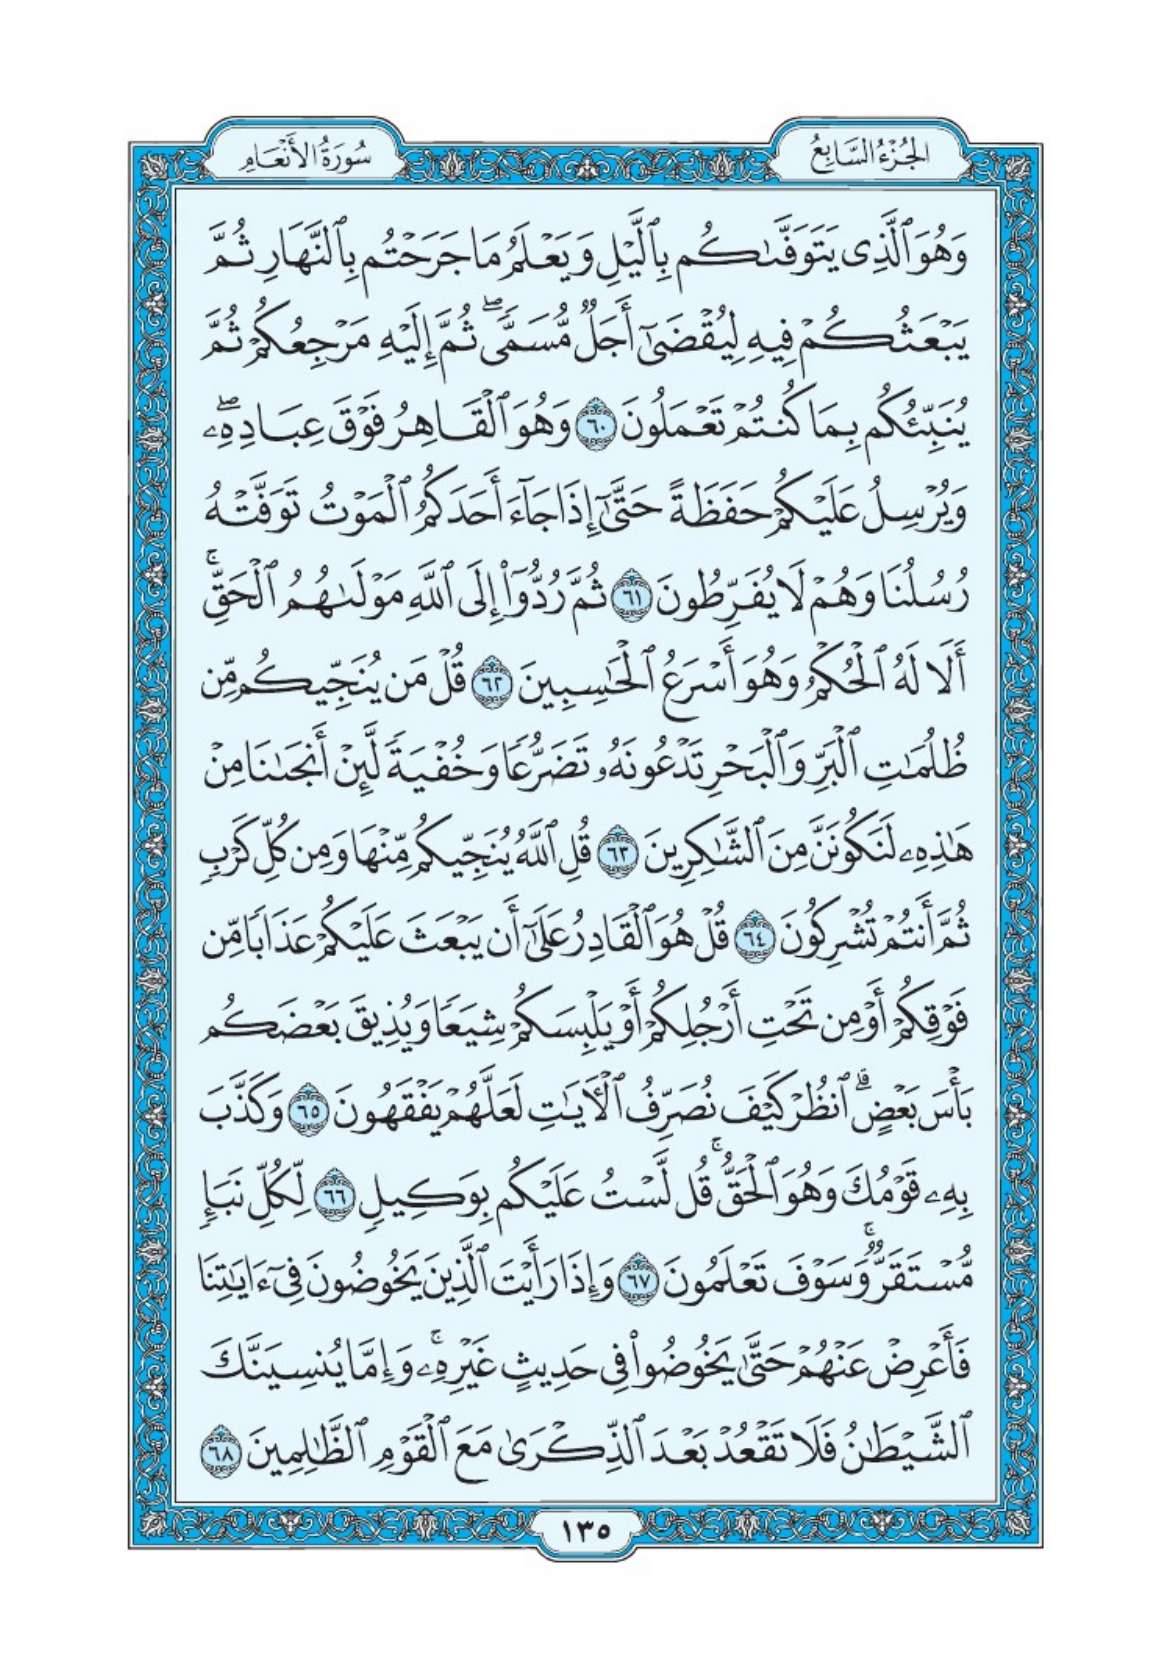 الجُزْءُ السَّابِعُ
سُورَةُ الأَنْعَامِ
وَهُوَ ٱلَّذِى يَتَوَفَّىٰكُم بِٱلَّيْلِ وَيَعْلَمُ مَا جَرَحْتُم بِٱلنَّهَارِ ثُمَّ
يَبْعَثُكُمْ فِيهِ لِيُقْضَىٰٓ أَجَلٌ مُّسَمًّى ۖ ثُمَّ إِلَيْهِ مَرْجِعُكُمْ ثُمَّ
يُنَبِّئُكُم بِمَا كُنتُمْ تَعْمَلُونَ ٦٠ وَهُوَ ٱلْقَاهِرُ فَوْقَ عِبَادِهِۦ ۖ
وَيُرْسِلُ عَلَيْكُمْ حَفَظَةً حَتَّىٰٓ إِذَا جَآءَ أَحَدَكُمُ ٱلْمَوْتُ تَوَفَّتْهُ
رُسُلُنَا وَهُمْ لَا يُفَرِّطُونَ ٦١ ثُمَّ رُدُّوٓا۟ إِلَى ٱللَّهِ مَوْلَىٰهُمُ ٱلْحَقِّ ۚ
أَلَا لَهُ ٱلْحُكْمُ وَهُوَ أَسْرَعُ ٱلْحَٰسِبِينَ ٦٢ قُلْ مَن يُنَجِّيكُم مِّن
ظُلُمَٰتِ ٱلْبَرِّ وَٱلْبَحْرِ تَدْعُونَهُۥ تَضَرُّعًا وَخُفْيَةً لَّئِنْ أَنجَىٰنَا مِنْ
هَٰذِهِۦ لَنَكُونَنَّ مِنَ ٱلشَّٰكِرِينَ ٦٣ قُلِ ٱللَّهُ يُنَجِّيكُم مِّنْهَا وَمِن كُلِّ كَرْبٍ
ثُمَّ أَنتُمْ تُشْرِكُونَ ٦٤ قُلْ هُوَ ٱلْقَادِرُ عَلَىٰٓ أَن يَبْعَثَ عَلَيْكُمْ عَذَابًا مِّن
فَوْقِكُمْ أَوْ مِن تَحْتِ أَرْجُلِكُمْ أَوْ يَلْبِسَكُمْ شِيَعًا وَيُذِيقَ بَعْضَكُم
بَأْسَ بَعْضٍ ۗ ٱنظُرْ كَيْفَ نُصَرِّفُ ٱلْءَايَٰتِ لَعَلَّهُمْ يَفْقَهُونَ ٦٥ وَكَذَّبَ
بِهِۦ قَوْمُكَ وَهُوَ ٱلْحَقُّ ۚ قُل لَّسْتُ عَلَيْكُم بِوَكِيلٍ ٦٦ لِّكُلِّ نَبَإٍ
مُّسْتَقَرٌّ ۚ وَسَوْفَ تَعْلَمُونَ ٦٧ وَإِذَا رَأَيْتَ ٱلَّذِينَ يَخُوضُونَ فِىٓ ءَايَٰتِنَا
فَأَعْرِضْ عَنْهُمْ حَتَّىٰ يَخُوضُوا۟ فِى حَدِيثٍ غَيْرِهِۦ ۚ وَإِمَّا يُنسِيَنَّكَ
ٱلشَّيْطَٰنُ فَلَا تَقْعُدْ بَعْدَ ٱلذِّكْرَىٰ مَعَ ٱلْقَوْمِ ٱلظَّٰلِمِينَ ٦٨
١٣٥